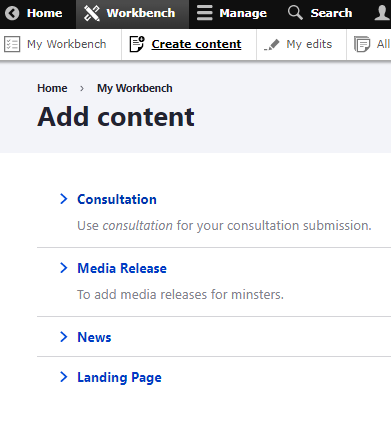 Home Workbench Manage Search
My Workbench Create content My edits All
Home › My Workbench
Add content
Consultation
Use consultation for your consultation submission.
Media Release
To add media releases for minsters.
News
Landing Page